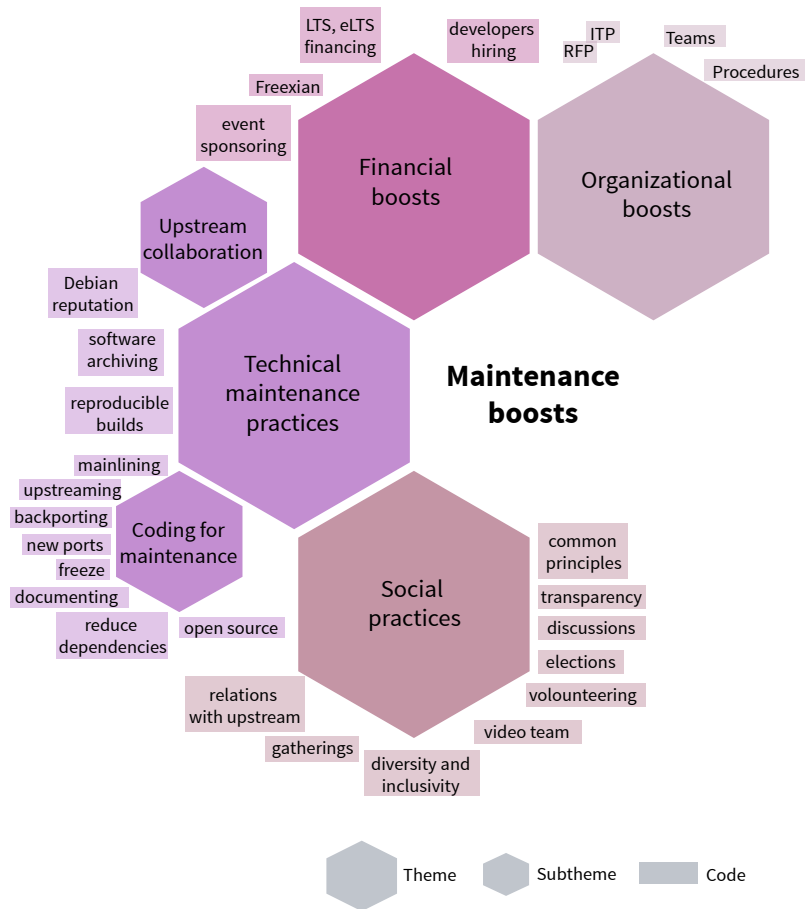 LTS, eLTS
financing
developers
hiring
ITP
RFP
Teams
Procedures
Freexian
event
sponsoring
Financial
boosts
Organizational
boosts
Upstream
collaboration
Debian
reputation
software
archiving
reproducible
builds
Technical
maintenance
practices
Maintenance
boosts
mainlining
upstreaming
backporting
new ports
freeze
documenting
reduce
dependencies
open source
Coding for
maintenance
Social
practices
common
principles
transparency
discussions
elections
volounteering
video team
diversity and
inclusivity
gatherings
relations
with upstream
Theme
Subtheme
Code